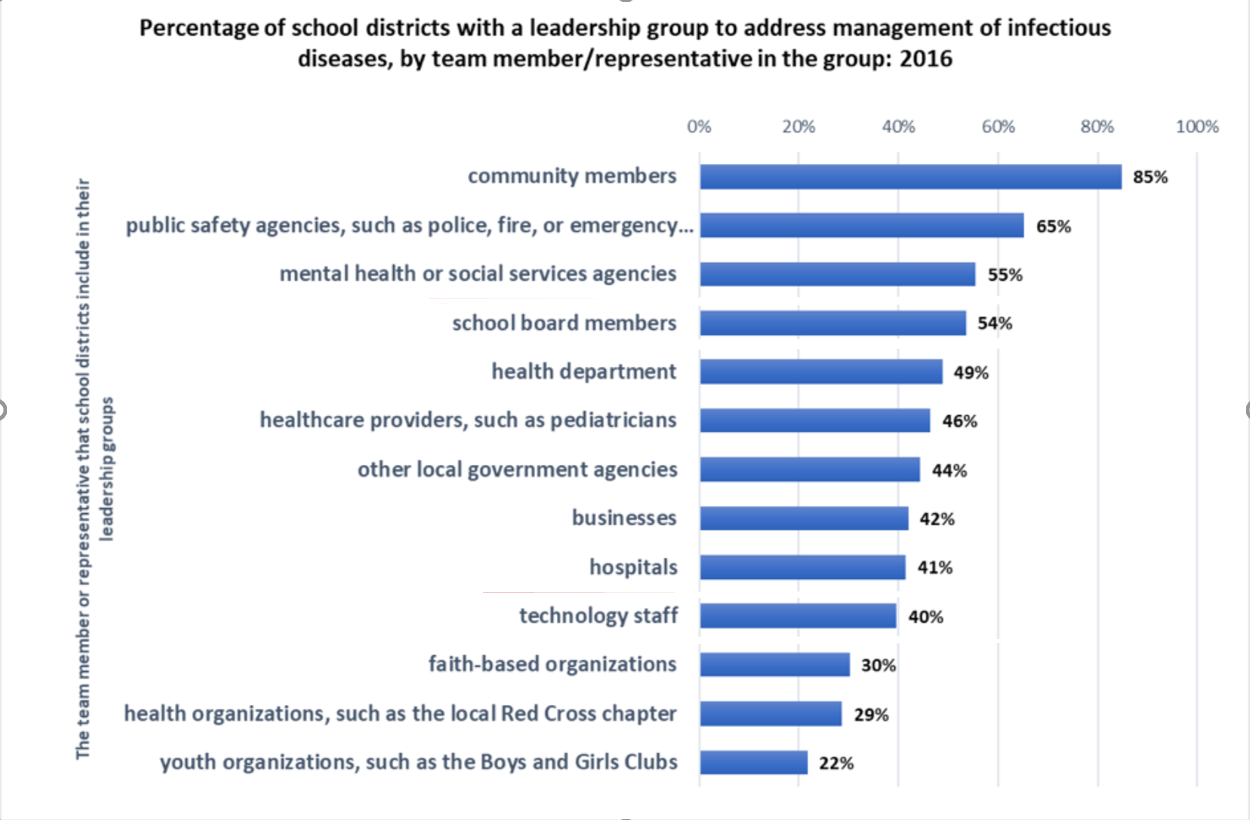 Percentage of school districts with a leadership group to address management of infectious
diseases, by team member/representative in the group: 2016
0% 20% 40% 60% 80% 100%
The team member or representative that school districts include in their
leadership groups
community members 85%
public safety agencies, such as police, fire, or emergency... 65%
mental health or social services agencies 55%
school board members 54%
health department 49%
healthcare providers, such as pediatricians 46%
other local government agencies 44%
businesses 42%
hospitals 41%
technology staff 40%
faith-based organizations 30%
health organizations, such as the local Red Cross chapter 29%
youth organizations, such as the Boys and Girls Clubs 22%